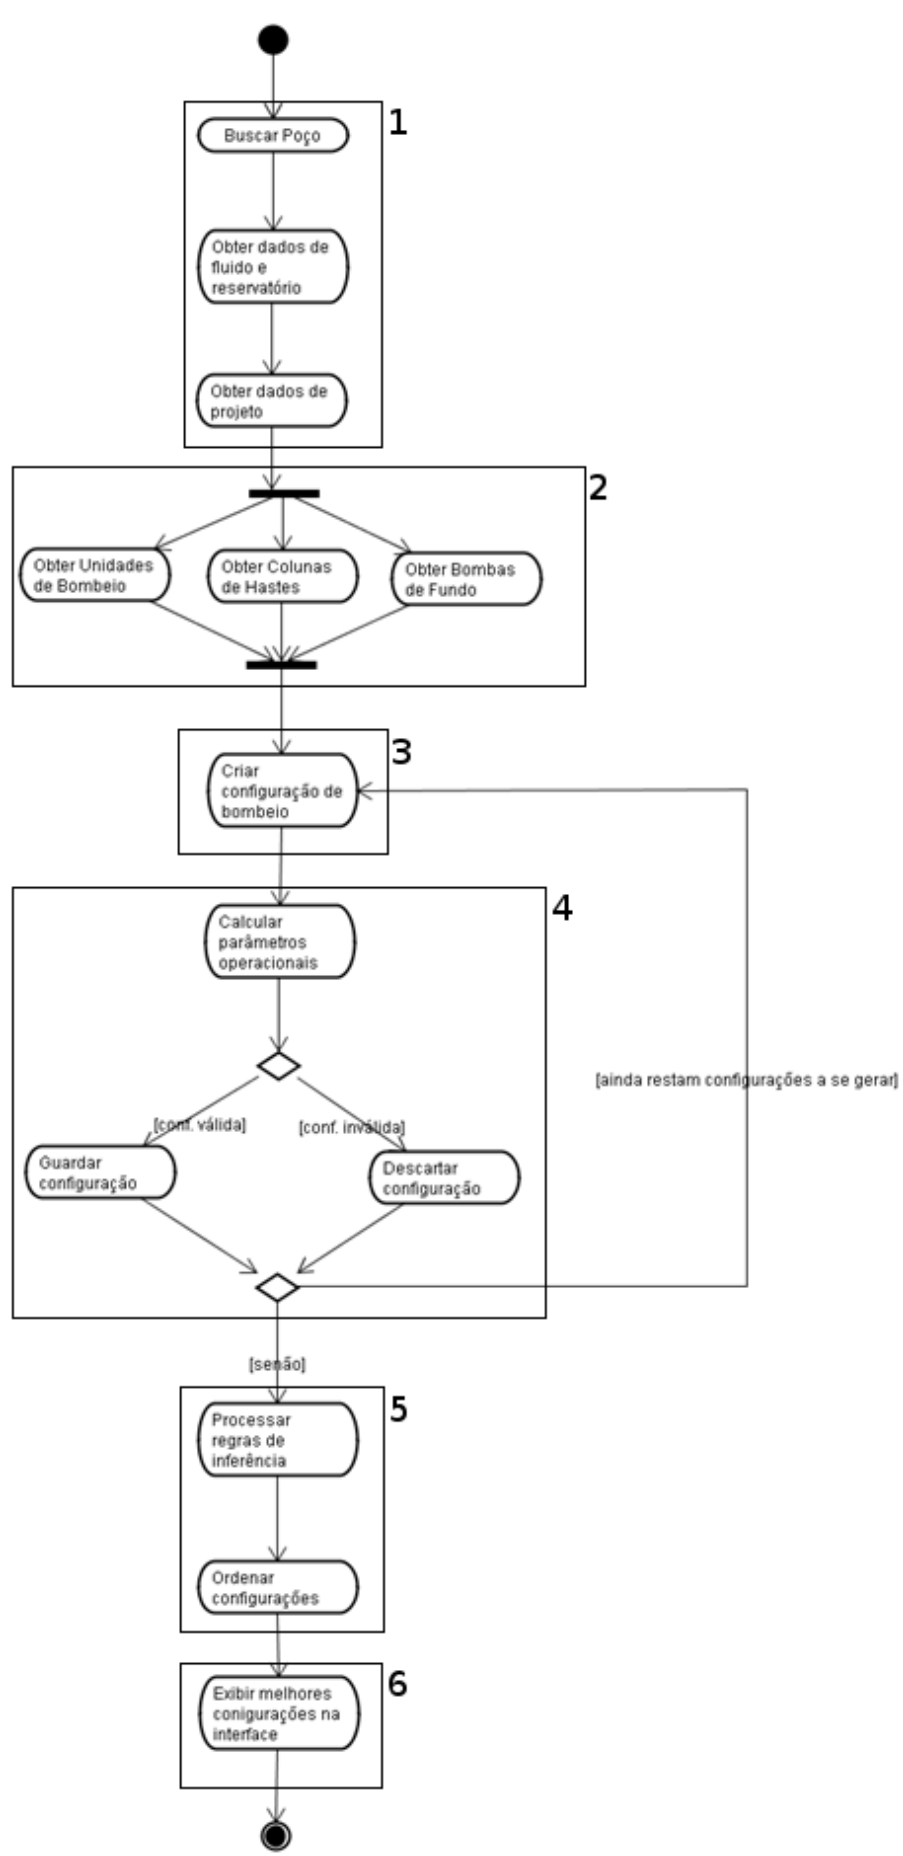 1
Buscar Poço
Obter dados de
fluido e
reservatório
Obter dados de
projeto
2
Obter Unidades
de Bombeio
Obter Colunas
de Hastes
Obter Bombas
de Fundo
3
Criar
configuração de
bombeio
4
Calcular
parâmetros
operacionais
[ainda restam configurações a se gerar]
[conf. válida]
[conf. inválida]
Guardar
configuração
Descartar
configuração
[senão]
5
Processar
regras de
inferência
Ordenar
configurações
6
Exibir melhores
conigurações na
interface